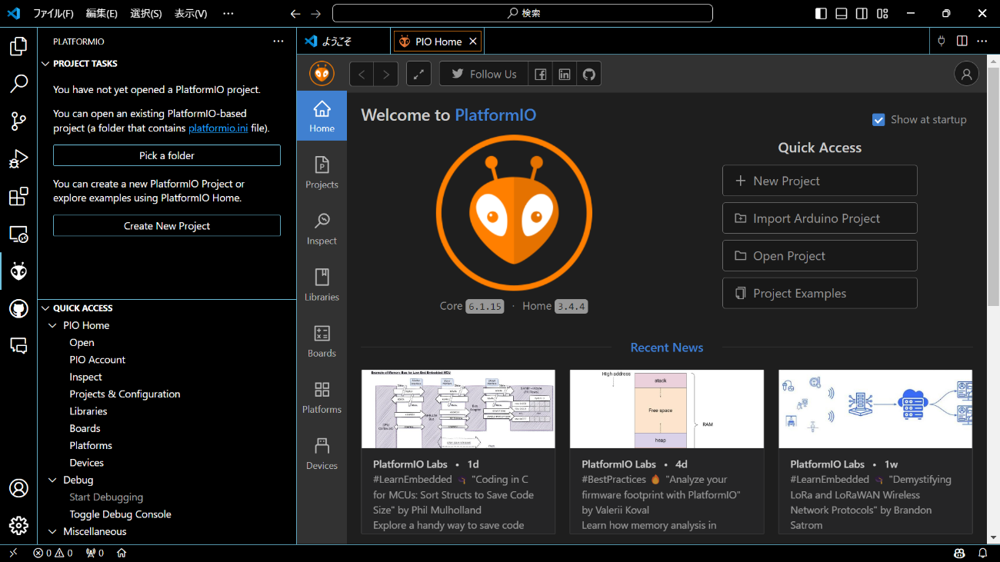 ファイル(F) 編集(E) 選択(S) 表示(V) ··· 検索
PLATFORMIO ···
PROJECT TASKS
You have not yet opened a PlatformIO project.
You can open an existing PlatformIO-based
project (a folder that contains platformio.ini file).
Pick a folder
You can create a new PlatformIO Project or
explore examples using PlatformIO Home.
Create New Project
QUICK ACCESS
PIO Home
Open
PIO Account
Inspect
Projects & Configuration
Libraries
Boards
Platforms
Devices
Debug
Start Debugging
Toggle Debug Console
Miscellaneous
ようこそ PIO Home
Follow Us
Home
Projects
Inspect
Libraries
Boards
Platforms
Devices
Welcome to PlatformIO
Show at startup
Core 6.1.15 · Home 3.4.4
Quick Access
New Project
Import Arduino Project
Open Project
Project Examples
Recent News
Example of Memory Bus for Low End Embedded MCU
High address
stack
Free space
heap
RAM
PlatformIO Labs • 1d
#LearnEmbedded "Coding in C
for MCUs: Sort Structs to Save Code
Size" by Phil Mulholland
Explore a handy way to save code
PlatformIO Labs • 4d
#BestPractices 🔥 "Analyze your
firmware footprint with PlatformIO"
by Valerii Koval
Learn how memory analysis in
PlatformIO Labs • 1w
#LearnEmbedded "Demystifying
LoRa and LoRaWAN Wireless
Network Protocols" by Brandon
Satrom
0 0 0